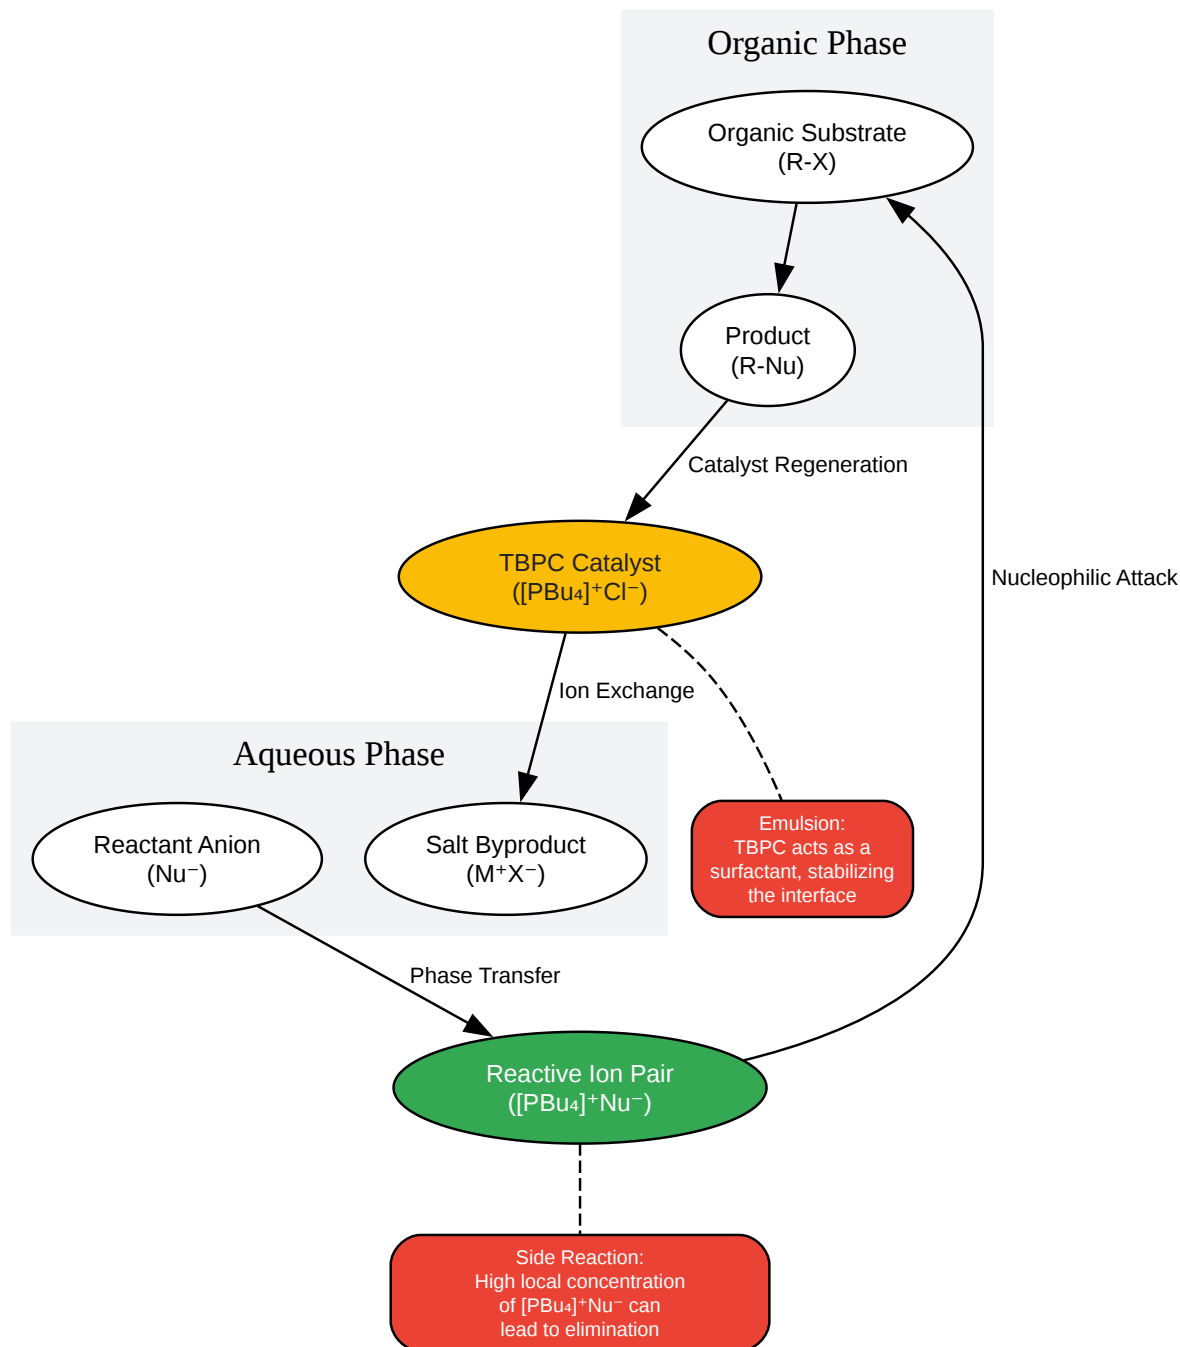 Organic Phase
Organic Substrate
(R-X)
Product
(R-Nu)
Catalyst Regeneration
TBPC Catalyst
([PBu₄]⁺Cl⁻)
Nucleophilic Attack
Ion Exchange
Aqueous Phase
Reactant Anion
(Nu⁻)
Salt Byproduct
(M⁺X⁻)
Emulsion:
TBPC acts as a
surfactant, stabilizing
the interface
Phase Transfer
Reactive Ion Pair
([PBu₄]⁺Nu⁻)
Side Reaction:
High local concentration
of [PBu₄]⁺Nu⁻ can
lead to elimination